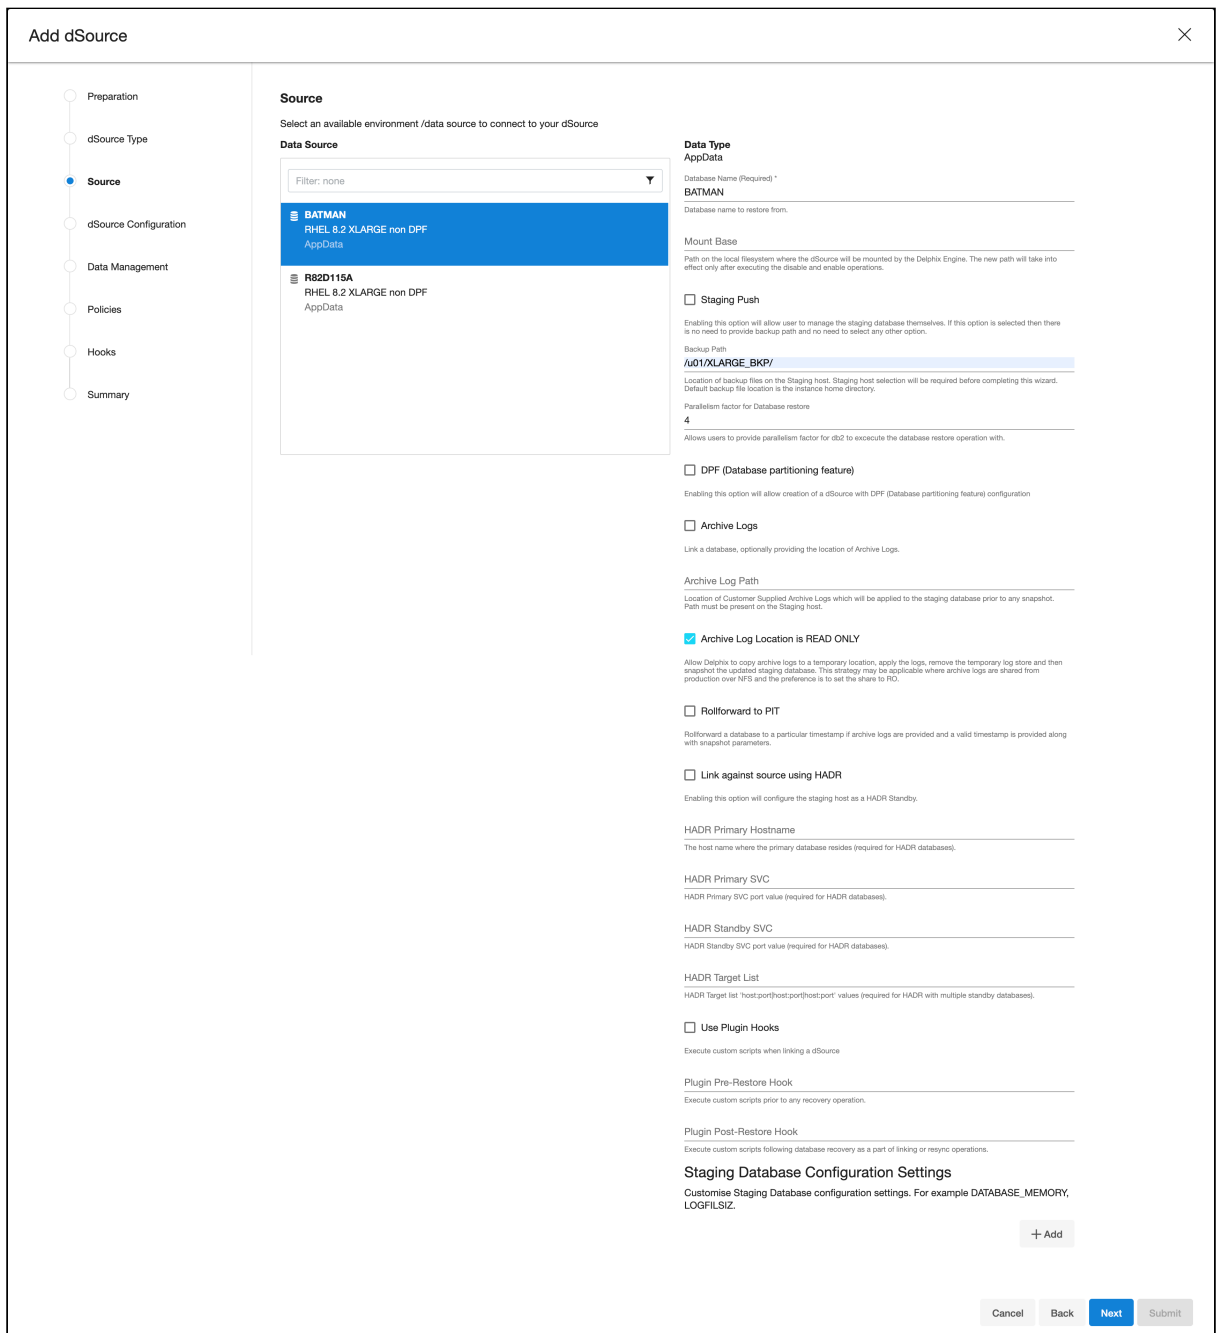 Add dSource
Preparation
dSource Type
Source
dSource Configuration
Data Management
Policies
Hooks
Summary
Source
Select an available environment /data source to connect to your dSource
Data Source
Filter: none
BATMAN
RHEL 8.2 XLARGE non DPF
AppData
R82D115A
RHEL 8.2 XLARGE non DPF
AppData
Data Type
AppData
Database Name (Required) *
BATMAN
Database name to restore from.
Mount Base
Path on the local filesystem where the dSource will be mounted by the Delphix Engine. The new path will take into
effect only after executing the disable and enable operations.
Staging Push
Enabling this option will allow user to manage the staging database themselves. If this option is selected then there
is no need to provide backup path and no need to select any other option.
Backup Path
/u01/XLARGE_BKP/
Location of backup files on the Staging host. Staging host selection will be required before completing this wizard.
Default backup file location is the instance home directory.
Parallelism factor for Database restore
4
Allows users to provide parallelism factor for db2 to excecute the database restore operation with.
DPF (Database partitioning feature)
Enabling this option will allow creation of a dSource with DPF (Database partitioning feature) configuration
Archive Logs
Link a database, optionally providing the location of Archive Logs.
Archive Log Path
Location of Customer Supplied Archive Logs which will be applied to the staging database prior to any snapshot.
Path must be present on the Staging host.
Archive Log Location is READ ONLY
Allow Delphix to copy archive logs to a temporary location, apply the logs, remove the temporary log store and then
snapshot the updated staging database. This strategy may be applicable where archive logs are shared from
production over NFS and the preference is to set the share to RO.
Rollforward to PIT
Rollforward a database to a particular timestamp if archive logs are provided and a valid timestamp is provided along
with snapshot parameters.
Link against source using HADR
Enabling this option will configure the staging host as a HADR Standby.
HADR Primary Hostname
The host name where the primary database resides (required for HADR databases).
HADR Primary SVC
HADR Primary SVC port value (required for HADR databases).
HADR Standby SVC
HADR Standby SVC port value (required for HADR databases).
HADR Target List
HADR Target list 'host:port|host:port|host:port' values (required for HADR with multiple standby databases).
Use Plugin Hooks
Execute custom scripts when linking a dSource
Plugin Pre-Restore Hook
Execute custom scripts prior to any recovery operation.
Plugin Post-Restore Hook
Execute custom scripts following database recovery as a part of linking or resync operations.
Staging Database Configuration Settings
Customise Staging Database configuration settings. For example DATABASE_MEMORY,
LOGFILSIZ.
+ Add
Cancel
Back
Next
Submit